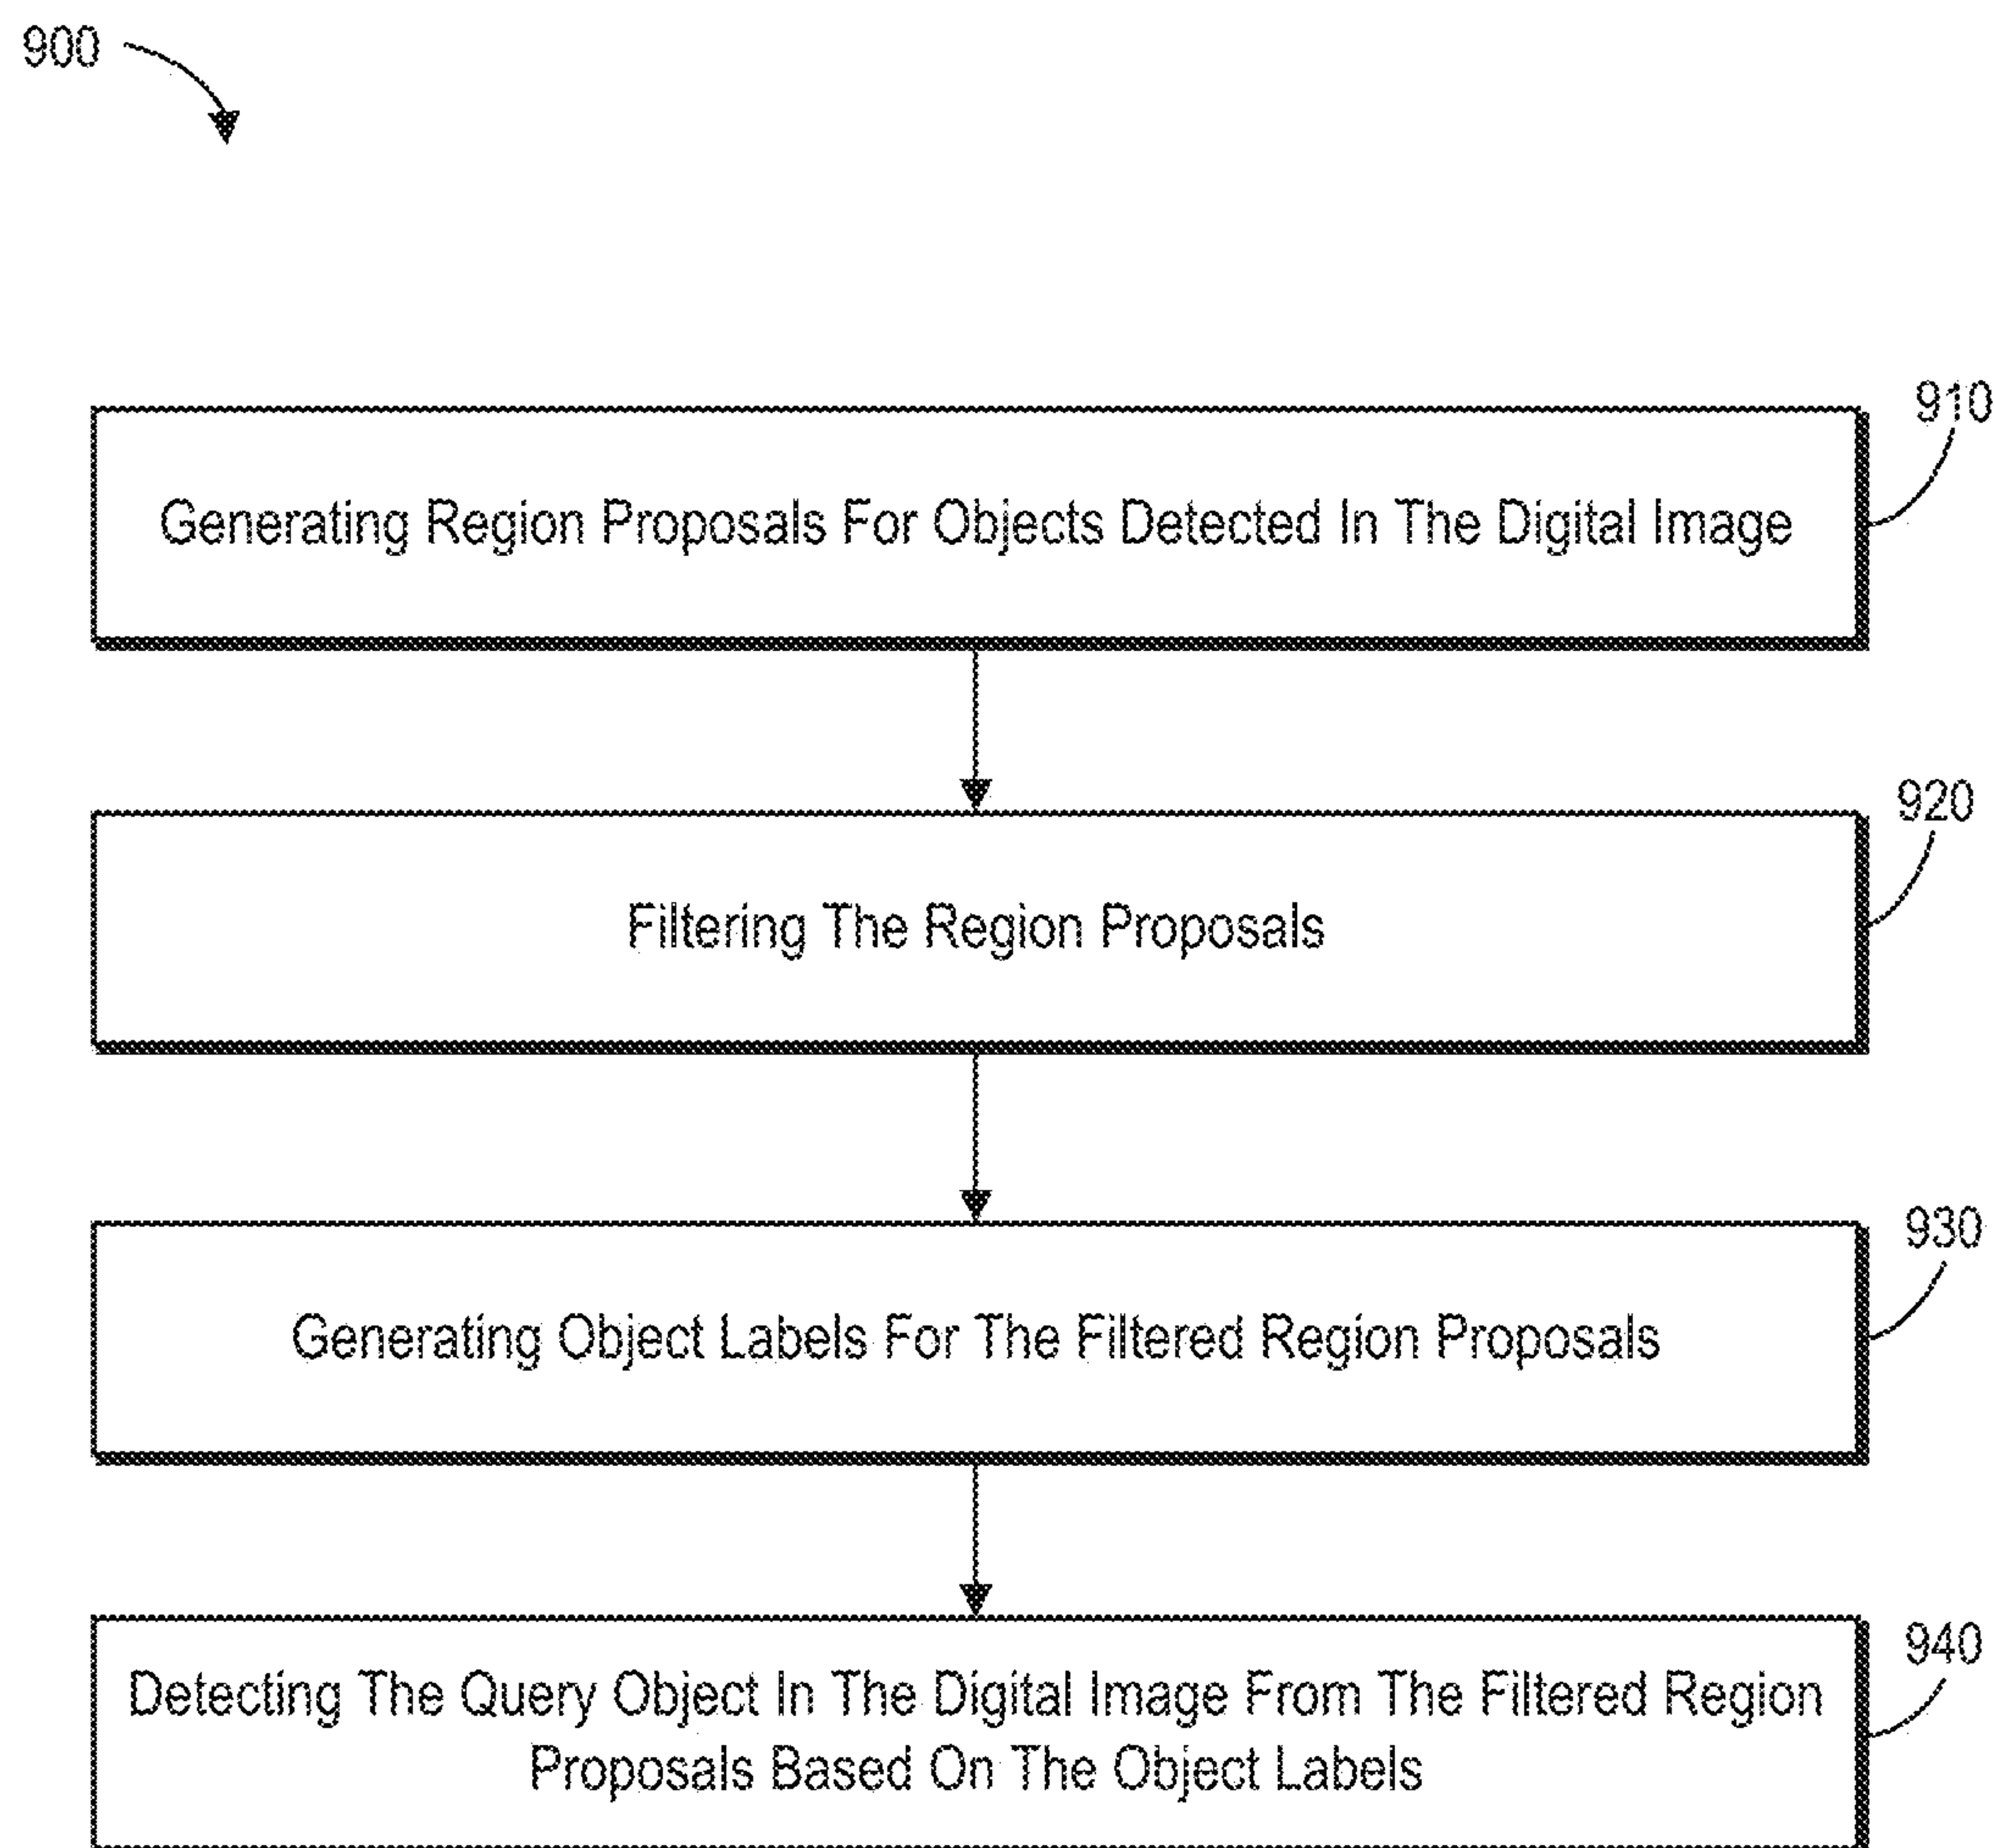 900
910
Generating Region Proposals For Objects Detected In The Digital Image
920
Filtering The Region Proposals
930
Generating Object Labels For The Filtered Region Proposals
940
Detecting The Query Object In The Digital Image From The Filtered Region
Proposals Based On The Object Labels